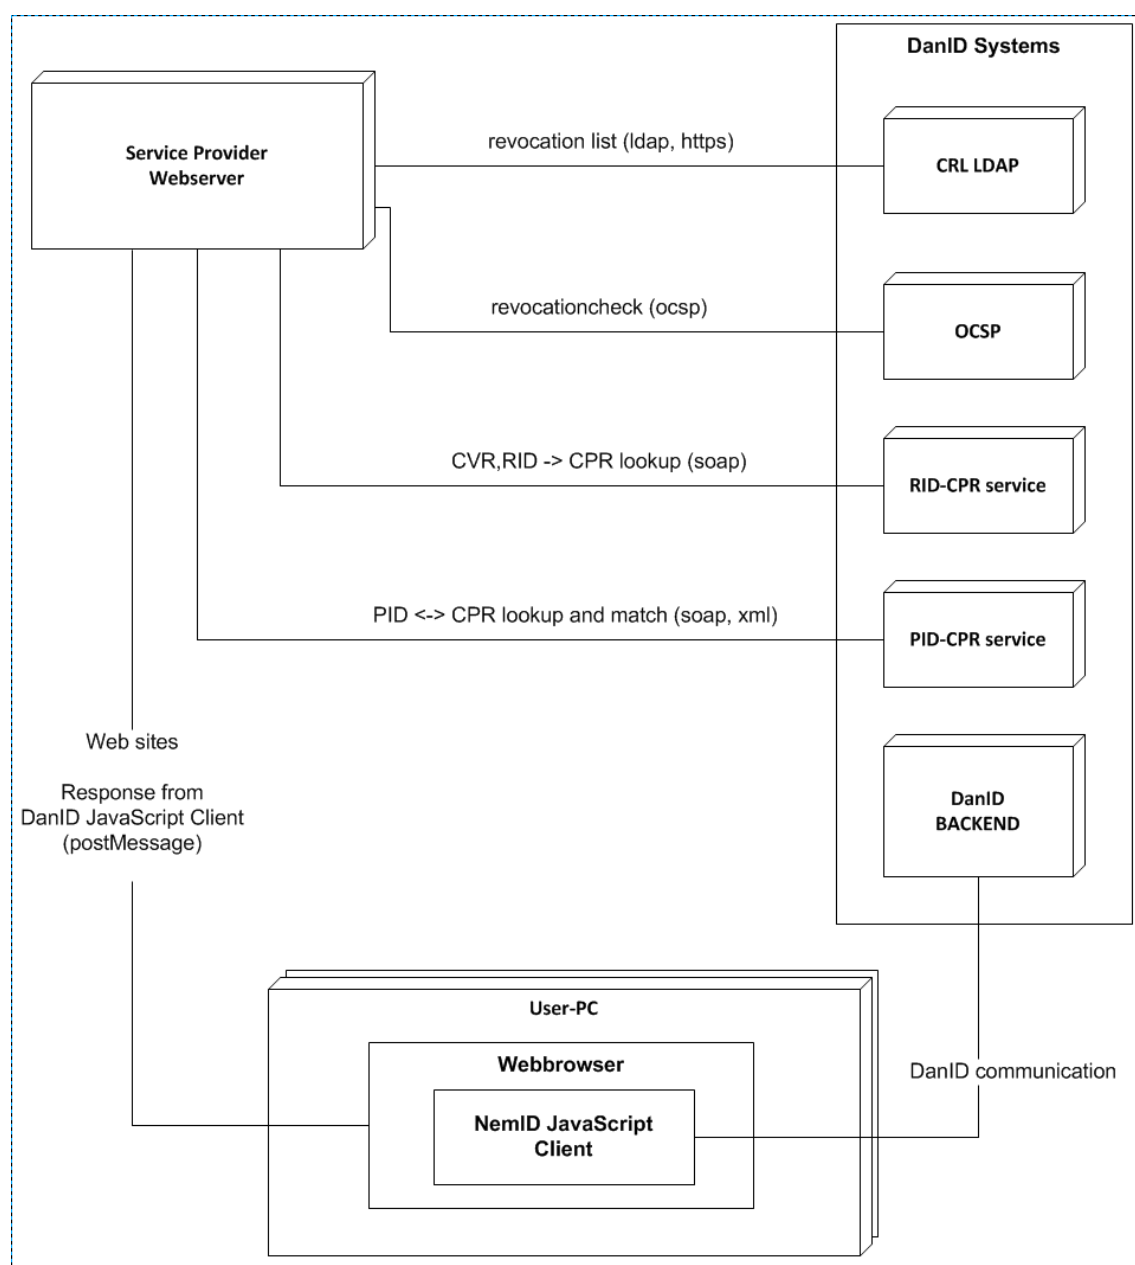 DanID Systems
Service Provider
Webserver
revocation list (ldap, https)
CRL LDAP
revocationcheck (ocsp)
OCSP
CVR,RID -> CPR lookup (soap)
RID-CPR service
PID <-> CPR lookup and match (soap, xml)
PID-CPR service
Web sites
Response from
DanID JavaScript Client
(postMessage)
DanID
BACKEND
User-PC
Webbrowser
NemID JavaScript
Client
DanID communication